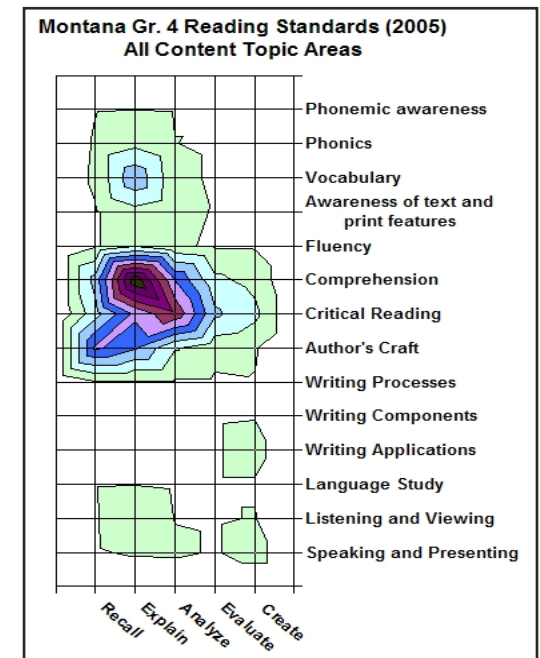 Montana Gr. 4 Reading Standards (2005)
All Content Topic Areas
Phonemic awareness
Phonics
Vocabulary
Awareness of text and
print features
Fluency
Comprehension
Critical Reading
Author's Craft
Writing Processes
Writing Components
Writing Applications
Language Study
Listening and Viewing
Speaking and Presenting
Recall
Explain
Analyze
Evaluate
Create